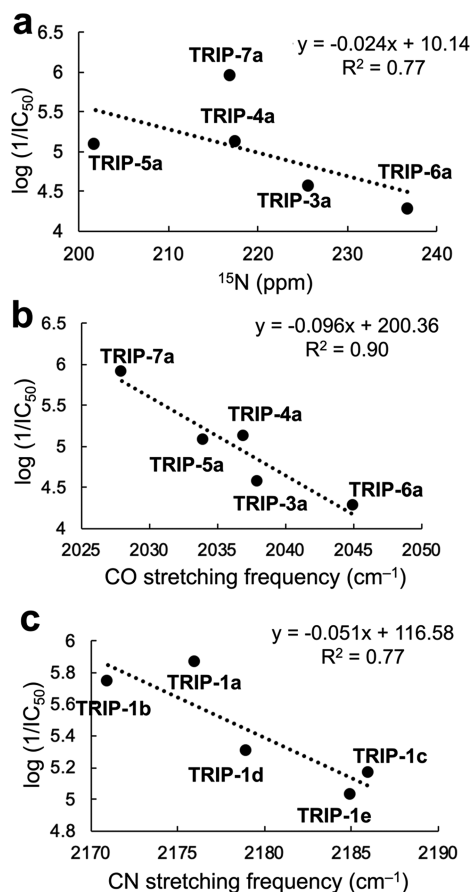 a
y = -0.024x + 10.14
R² = 0.77
log (1/IC₅₀)
6.5
6
5.5
5
4.5
4
TRIP-7a
TRIP-4a
TRIP-5a
TRIP-6a
TRIP-3a
200 210 220 230 240
¹⁵N (ppm)
b
y = -0.096x + 200.36
R² = 0.90
log (1/IC₅₀)
6.5
6
5.5
5
4.5
4
TRIP-7a
TRIP-4a
TRIP-5a
TRIP-3a
TRIP-6a
2025 2030 2035 2040 2045 2050
CO stretching frequency (cm⁻¹)
c
y = -0.051x + 116.58
R² = 0.77
log (1/IC₅₀)
6
5.8
5.6
5.4
5.2
5
4.8
TRIP-1a
TRIP-1b
TRIP-1d
TRIP-1c
TRIP-1e
2170 2175 2180 2185 2190
CN stretching frequency (cm⁻¹)